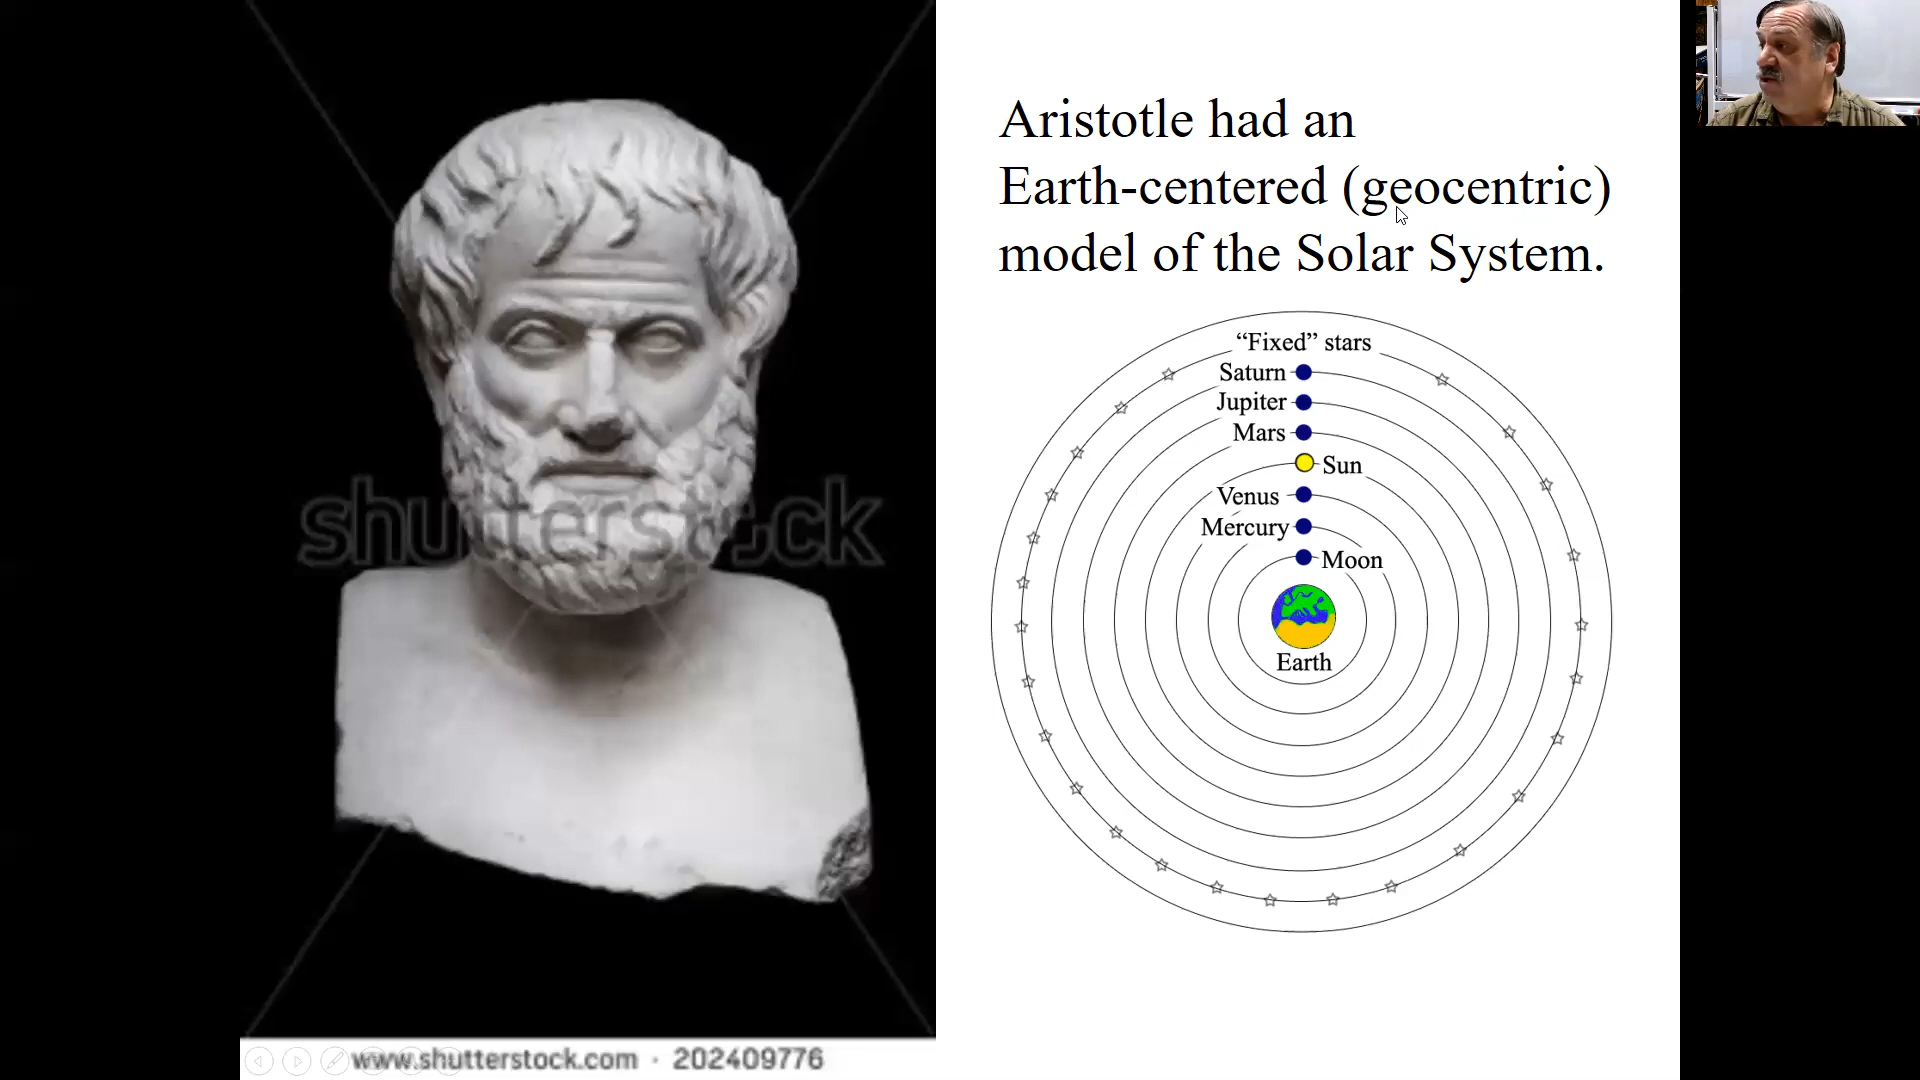 Aristotle had an
Earth-centered (geocentric)
model of the Solar System.
“Fixed” stars
Saturn
Jupiter
Mars
Sun
Venus
Mercury
Moon
Earth
shutterstock
www.shutterstock.com · 202409776